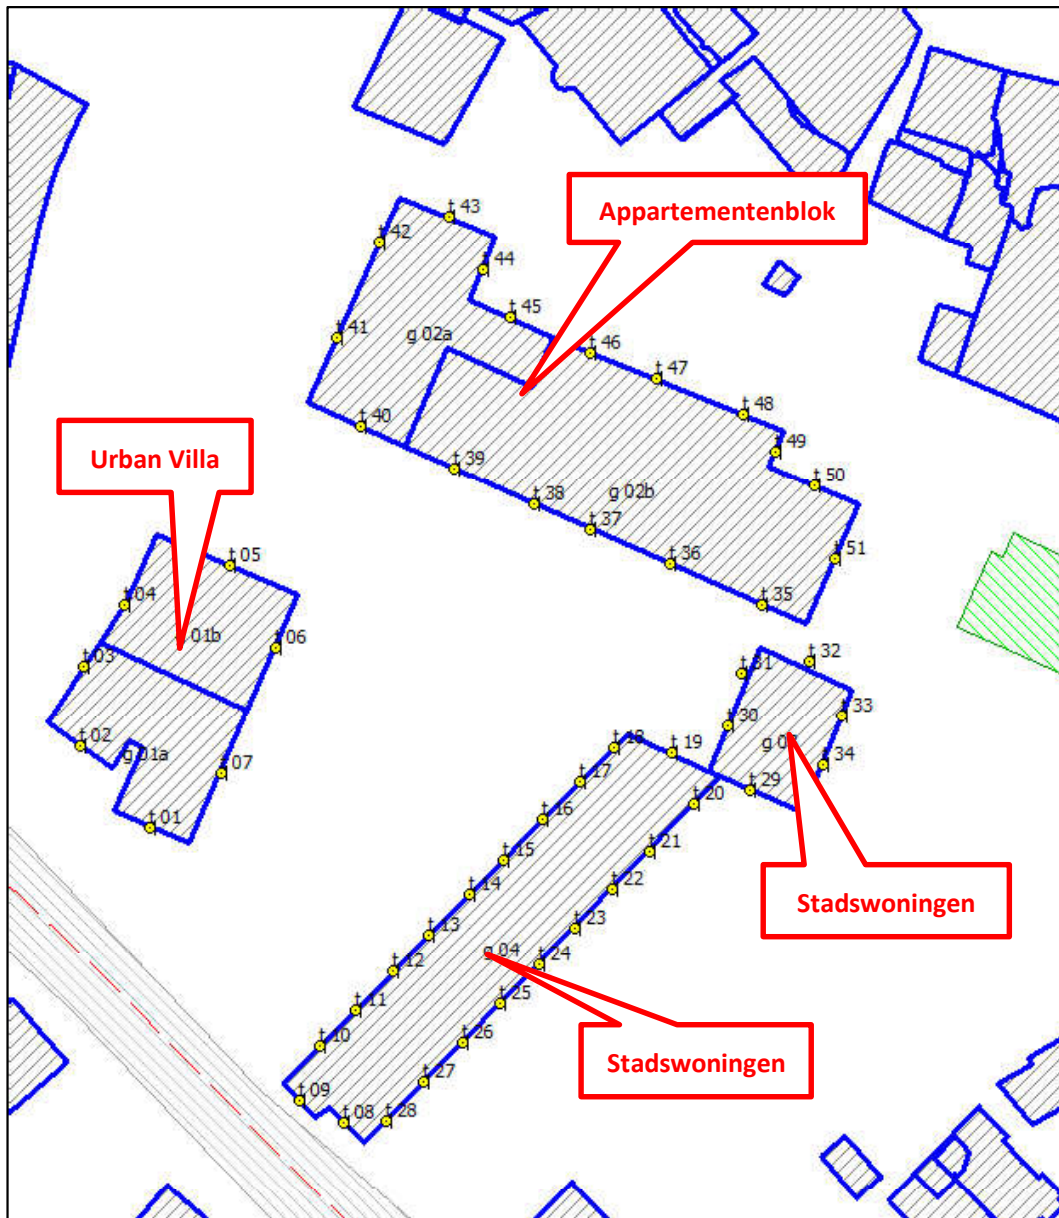 t 43
Appartementenblok
t 42
t 44
t 45
t 41
g 02a
t 46
t 47
t 48
t 40
t 49
Urban Villa
t 39
t 50
g 02b
t 38
t 37
t 51
t 05
t 36
t 04
t 35
01b
t 06
t 03
t 32
t 31
t 33
t 30
t 02
g 01a
t 18
t 19
t 34
t 07
t 17
t 29
t 20
t 16
t 01
t 21
t 15
t 22
t 14
Stadswoningen
t 23
t 13
g 04
t 24
t 12
t 25
t 11
t 26
t 10
Stadswoningen
t 27
t 09
t 08
t 28